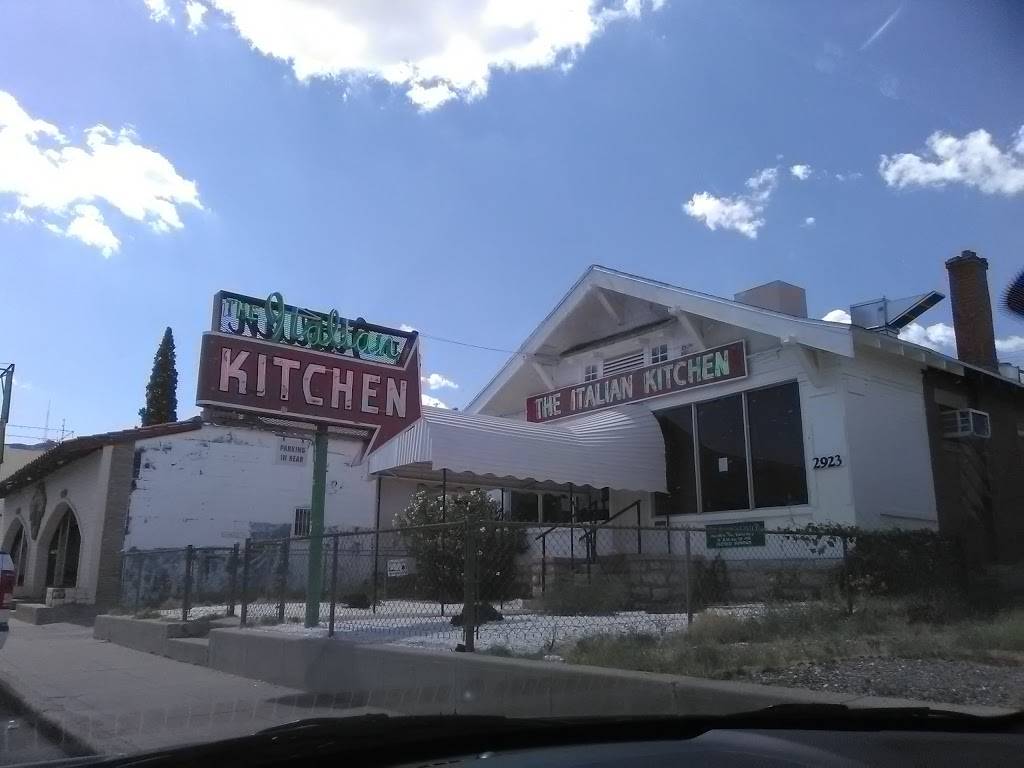 THE Italian
KITCHEN
PARKING
IN REAR
THE ITALIAN KITCHEN
2923